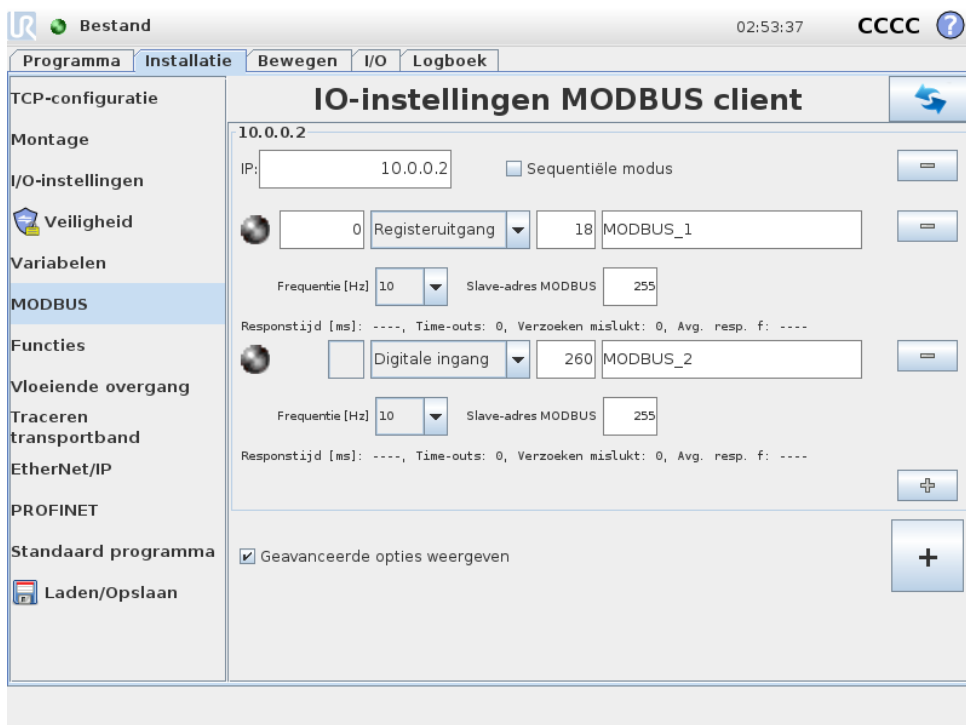 UR Bestand 02:53:37 CCCC ?
Programma Installatie Bewegen I/O Logboek
TCP-configuratie
Montage
I/O-instellingen
Veiligheid
Variabelen
MODBUS
Functies
Vloeiende overgang
Traceren
transportband
EtherNet/IP
PROFINET
Standaard programma
Laden/Opslaan
IO-instellingen MODBUS client
10.0.0.2
IP: 10.0.0.2 Sequentiële modus
0 Registeruitgang 18 MODBUS_1
Frequentie [Hz] 10 Slave-adres MODBUS 255
Responstijd [ms]: ----, Time-outs: 0, Verzoeken mislukt: 0, Avg. resp. f: ----
Digitale ingang 260 MODBUS_2
Frequentie [Hz] 10 Slave-adres MODBUS 255
Responstijd [ms]: ----, Time-outs: 0, Verzoeken mislukt: 0, Avg. resp. f: ----
Geavanceerde opties weergeven